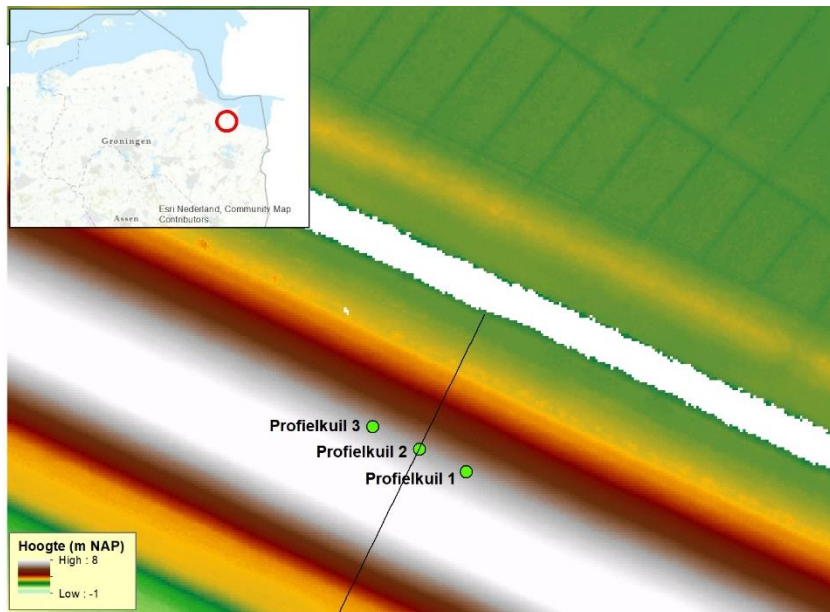 Groningen
Assen
Esri Nederland, Community Map
Contributors
Profielkuil 3
Profielkuil 2
Profielkuil 1
Hoogte (m NAP)
High : 8
Low : -1